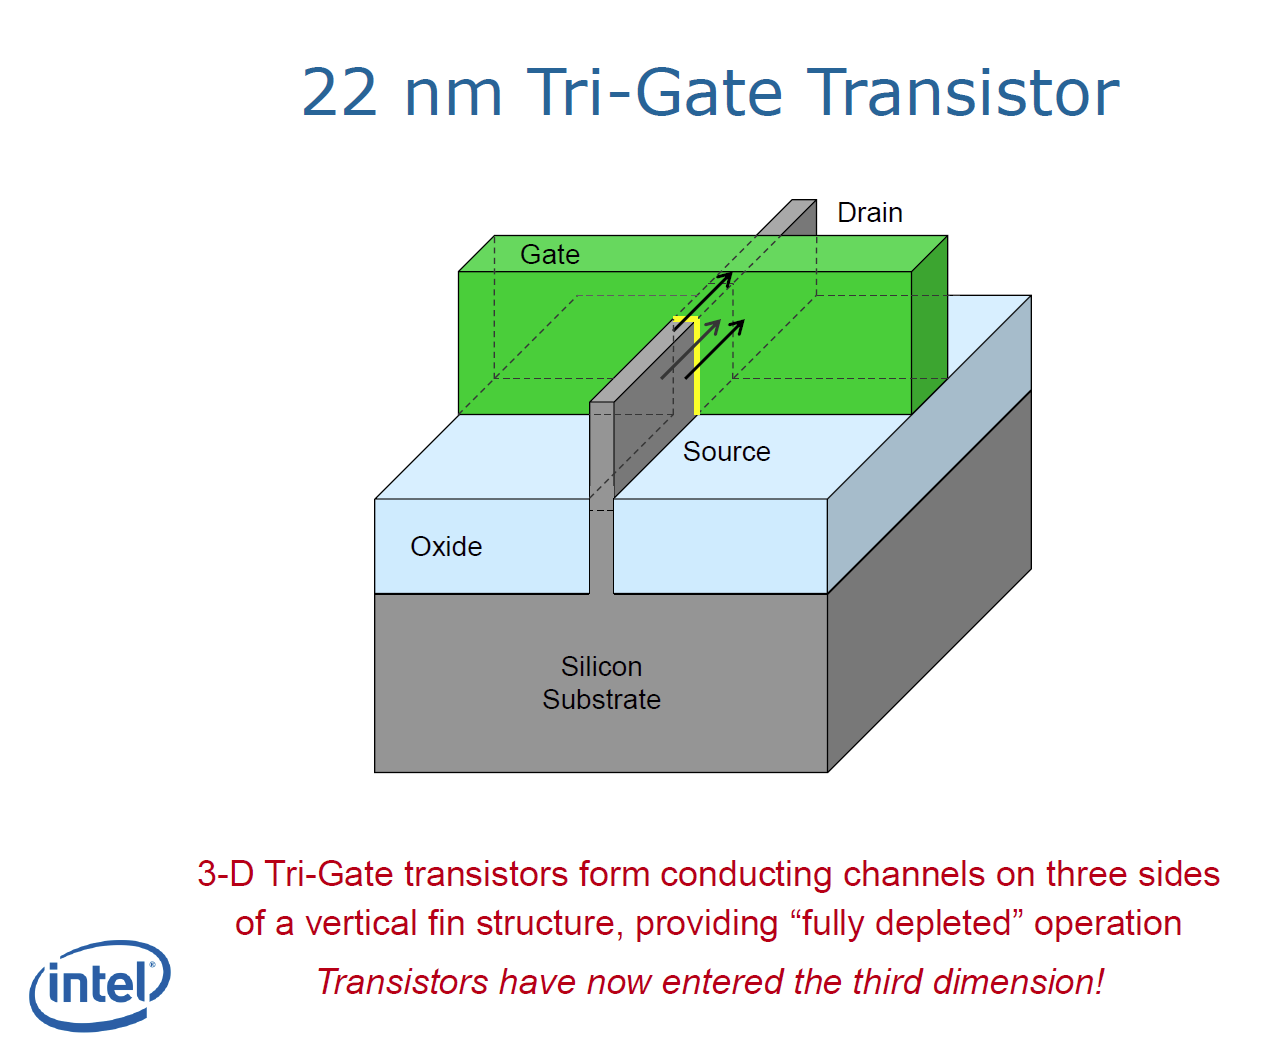 22 nm Tri-Gate Transistor
Drain
Gate
Source
Oxide
Silicon
Substrate
3-D Tri-Gate transistors form conducting channels on three sides
of a vertical fin structure, providing “fully depleted” operation
Transistors have now entered the third dimension!
intel®